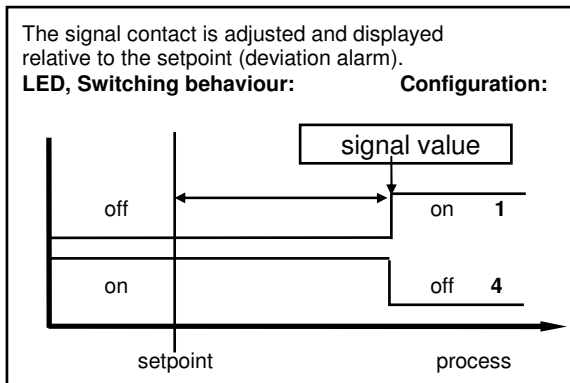 The signal contact is adjusted and displayed
relative to the setpoint (deviation alarm).
LED, Switching behaviour: Configuration:
signal value
off on 1
on off 4
setpoint process